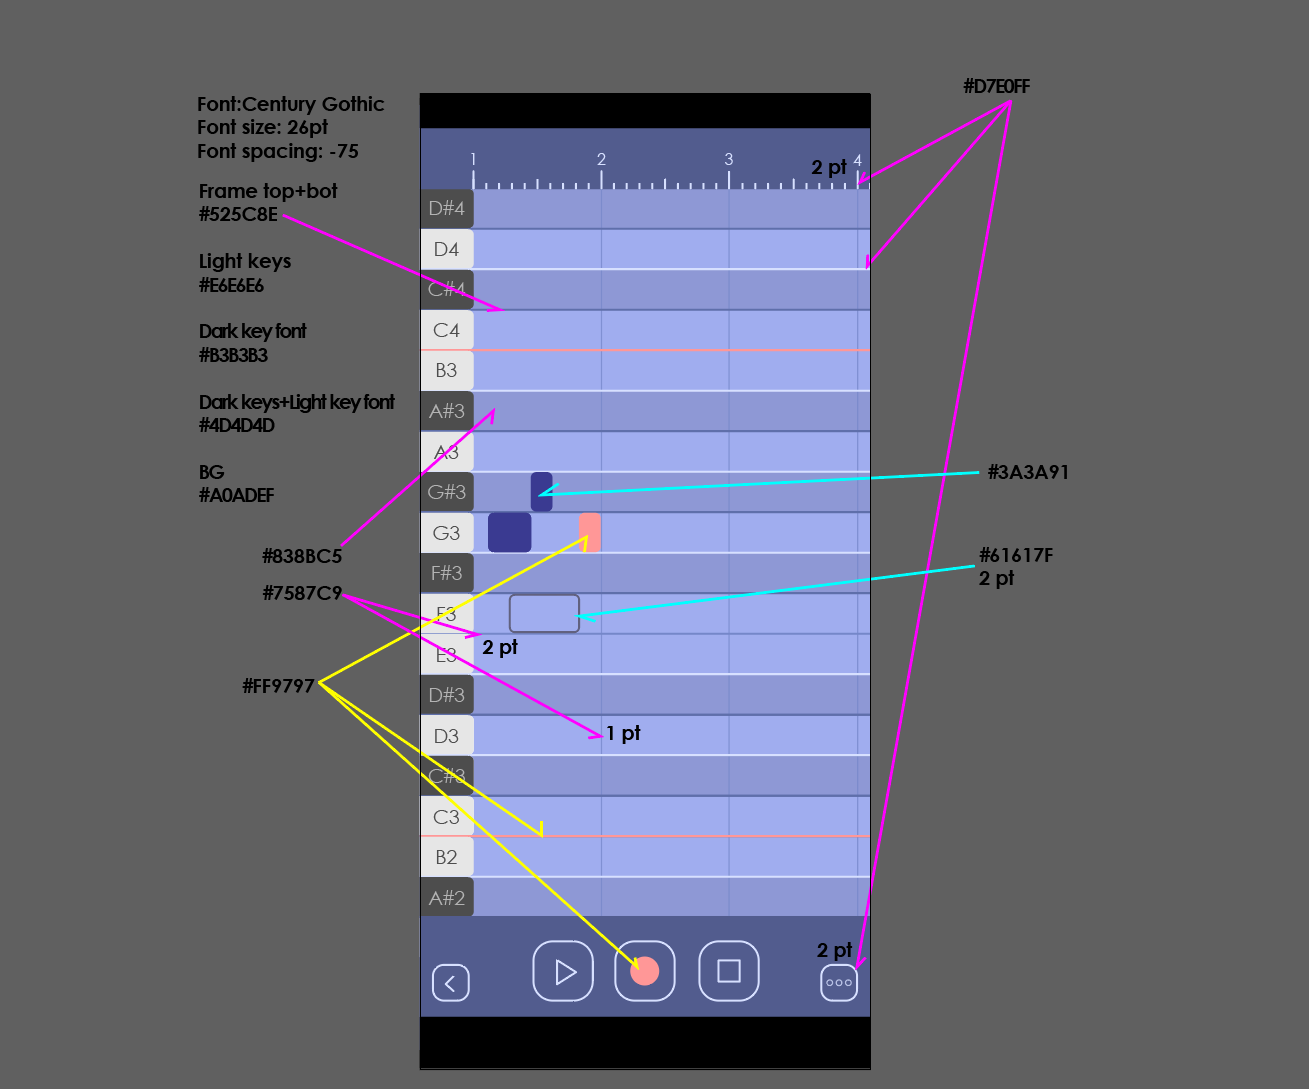 #D7E0FF
Font:Century Gothic
Font size: 26pt
Font spacing: -75
1 2 3 2 pt 4
Frame top+bot
#525C8E
D#4
D4
Light keys
#E6E6E6
C#4
Dark key font
#B3B3B3
C4
B3
Dark keys+Light key font
#4D4D4D
A#3
A3
BG
#A0ADEF
#3A3A91
G#3
G3
#838BC5
#61617F
2 pt
F#3
#7587C9
F3
2 pt
E3
#FF9797
D#3
D3
1 pt
C#3
C3
B2
A#2
2 pt